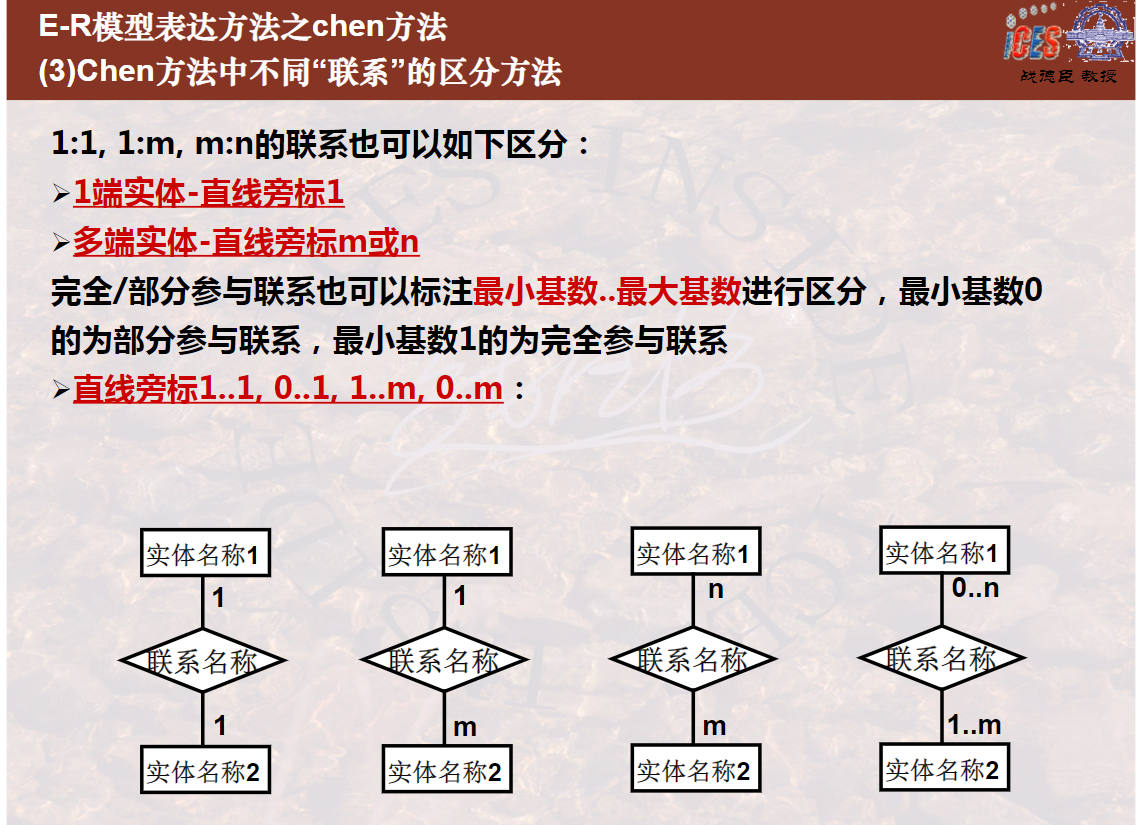 E-R模型表达方法之chen方法
(3)Chen方法中不同“联系”的区分方法
iCES
战德臣 教授
1:1, 1:m, m:n的联系也可以如下区分：
➢1端实体-直线旁标1
➢多端实体-直线旁标m或n
完全/部分参与联系也可以标注最小基数..最大基数进行区分，最小基数0
的为部分参与联系，最小基数1的为完全参与联系
➢直线旁标1..1, 0..1, 1..m, 0..m：
实体名称1 实体名称1 实体名称1 实体名称1
1 1 n 0..n
联系名称 联系名称 联系名称 联系名称
1 m m 1..m
实体名称2 实体名称2 实体名称2 实体名称2